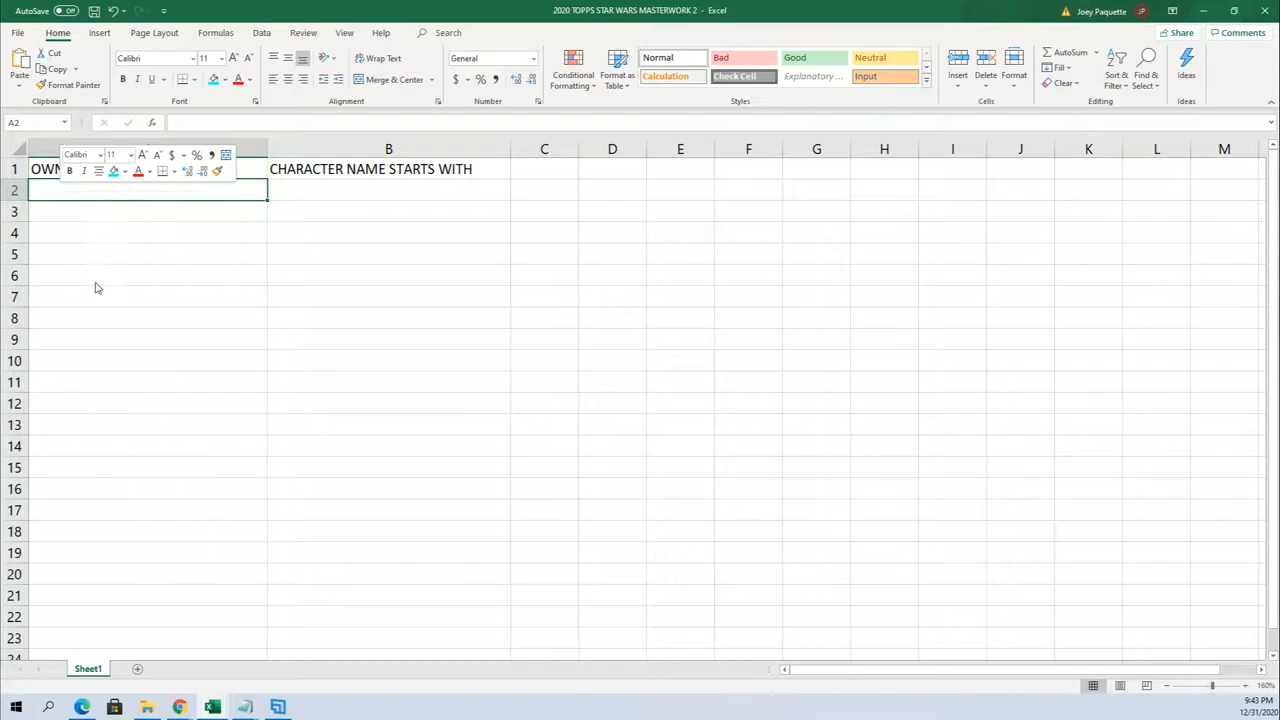 AutoSave Off
2020 TOPPS STAR WARS MASTERWORK 2 - Excel
Joey Paquette JP
File Home Insert Page Layout Formulas Data Review View Help Search Share Comments
Paste Cut Copy Format Painter
Calibri 11
B I U
Wrap Text
Merge & Center
General
$ % ,
Conditional Formatting Format as Table
Normal Bad Good Neutral
Calculation Check Cell Explanatory ... Input
Insert Delete Format
AutoSum Fill Clear
Sort & Filter Find & Select
Ideas
Clipboard Font Alignment Number Styles Cells Editing Ideas
A2 fx
Calibri 11 A A $ % ,
B I A
A B C D E F G H I J K L M
1 OWN CHARACTER NAME STARTS WITH
2
3
4
5
6
7
8
9
10
11
12
13
14
15
16
17
18
19
20
21
22
23
24
Sheet1
160%
9:43 PM
12/31/2020